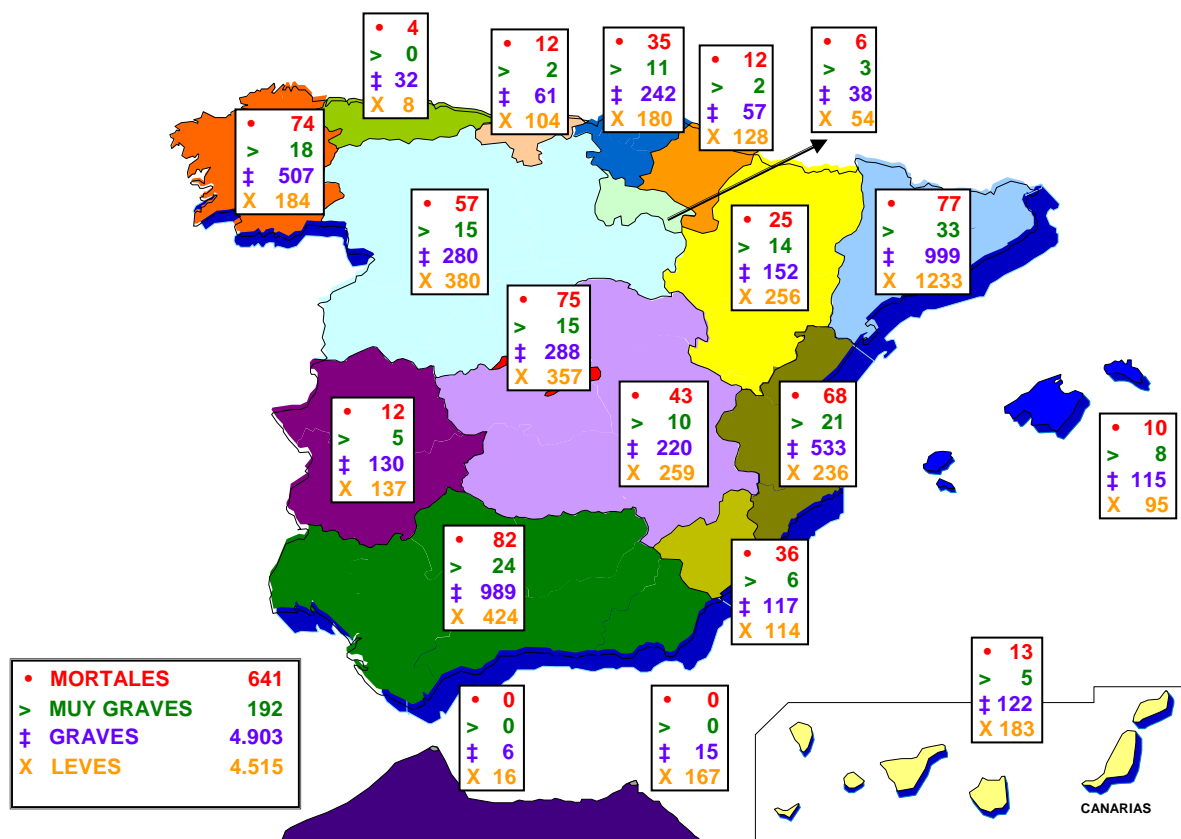 • 4
> 0
‡ 32
X 8
• 12
> 2
‡ 61
X 104
• 35
> 11
‡ 242
X 180
• 12
> 2
‡ 57
X 128
• 6
> 3
‡ 38
X 54
• 74
> 18
‡ 507
X 184
• 57
> 15
‡ 280
X 380
• 25
> 14
‡ 152
X 256
• 77
> 33
‡ 999
X 1233
• 75
> 15
‡ 288
X 357
• 12
> 5
‡ 130
X 137
• 43
> 10
‡ 220
X 259
• 68
> 21
‡ 533
X 236
• 10
> 8
‡ 115
X 95
• 82
> 24
‡ 989
X 424
• 36
> 6
‡ 117
X 114
• MORTALES 641
> MUY GRAVES 192
‡ GRAVES 4.903
X LEVES 4.515
• 0
> 0
‡ 6
X 16
• 0
> 0
‡ 15
X 167
• 13
> 5
‡ 122
X 183
CANARIAS